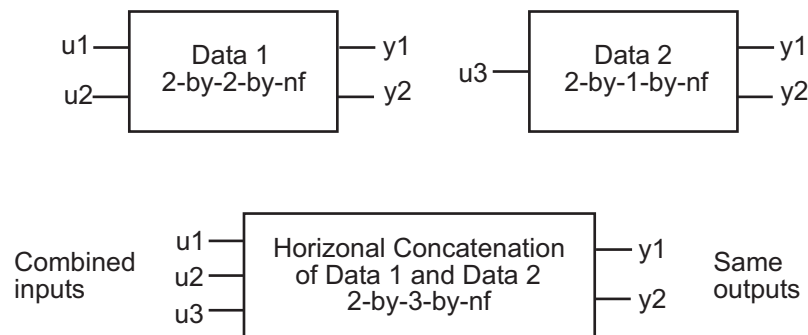 u1
u2
Data 1
2-by-2-by-nf
y1
y2
u3
Data 2
2-by-1-by-nf
y1
y2
Combined
inputs
u1
u2
u3
Horizonal Concatenation
of Data 1 and Data 2
2-by-3-by-nf
y1
y2
Same
outputs